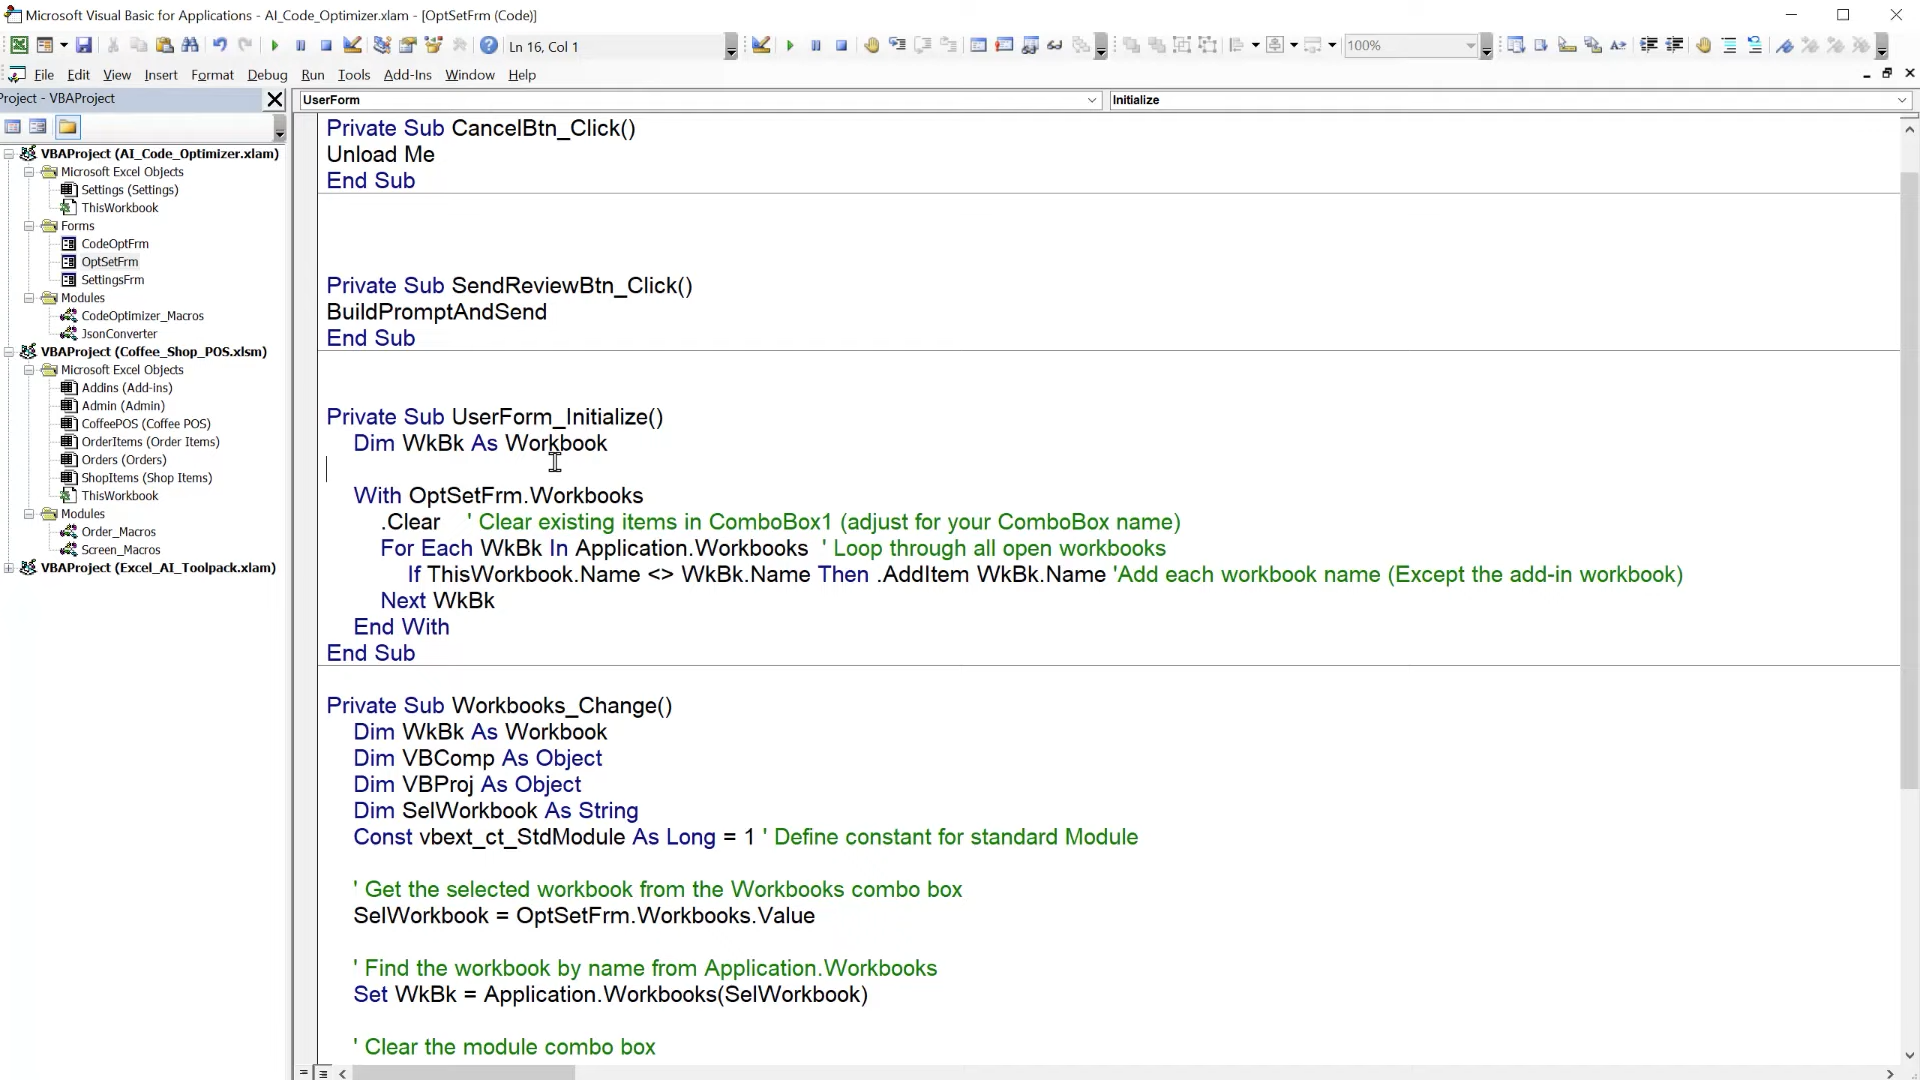 Microsoft Visual Basic for Applications - AI_Code_Optimizer.xlam - [OptSetFrm (Code)]
Ln 16, Col 1
100%
File Edit View Insert Format Debug Run Tools Add-Ins Window Help
Project - VBAProject
UserForm
Initialize
VBAProject (AI_Code_Optimizer.xlam)
Microsoft Excel Objects
Settings (Settings)
ThisWorkbook
Forms
CodeOptFrm
OptSetFrm
SettingsFrm
Modules
CodeOptimizer_Macros
JsonConverter
VBAProject (Coffee_Shop_POS.xlsm)
Microsoft Excel Objects
Addins (Add-ins)
Admin (Admin)
CoffeePOS (Coffee POS)
OrderItems (Order Items)
Orders (Orders)
ShopItems (Shop Items)
ThisWorkbook
Modules
Order_Macros
Screen_Macros
VBAProject (Excel_AI_Toolpack.xlam)
Private Sub CancelBtn_Click()
Unload Me
End Sub
Private Sub SendReviewBtn_Click()
BuildPromptAndSend
End Sub
Private Sub UserForm_Initialize()
Dim WkBk As Workbook
With OptSetFrm.Workbooks
.Clear ' Clear existing items in ComboBox1 (adjust for your ComboBox name)
For Each WkBk In Application.Workbooks ' Loop through all open workbooks
If ThisWorkbook.Name <> WkBk.Name Then .AddItem WkBk.Name 'Add each workbook name (Except the add-in workbook)
Next WkBk
End With
End Sub
Private Sub Workbooks_Change()
Dim WkBk As Workbook
Dim VBComp As Object
Dim VBProj As Object
Dim SelWorkbook As String
Const vbext_ct_StdModule As Long = 1 ' Define constant for standard Module
' Get the selected workbook from the Workbooks combo box
SelWorkbook = OptSetFrm.Workbooks.Value
' Find the workbook by name from Application.Workbooks
Set WkBk = Application.Workbooks(SelWorkbook)
' Clear the module combo box